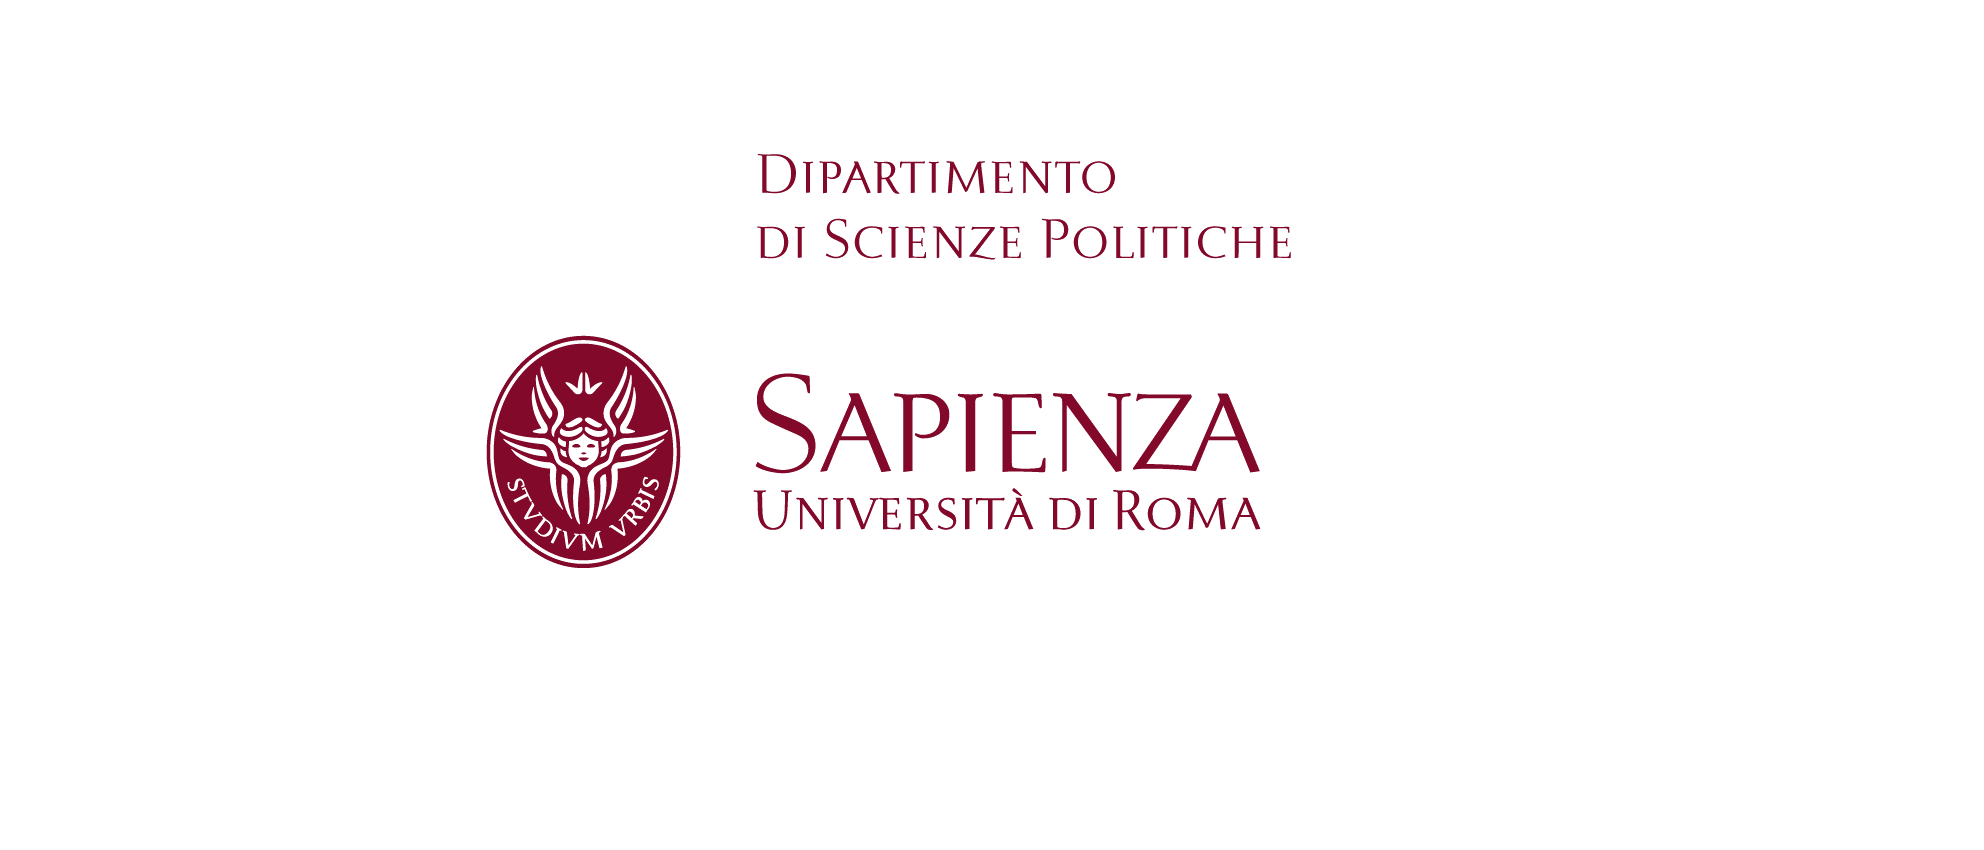 Dipartimento
di Scienze Politiche
Sapienza
Università di Roma
STVDIVM VRBIS